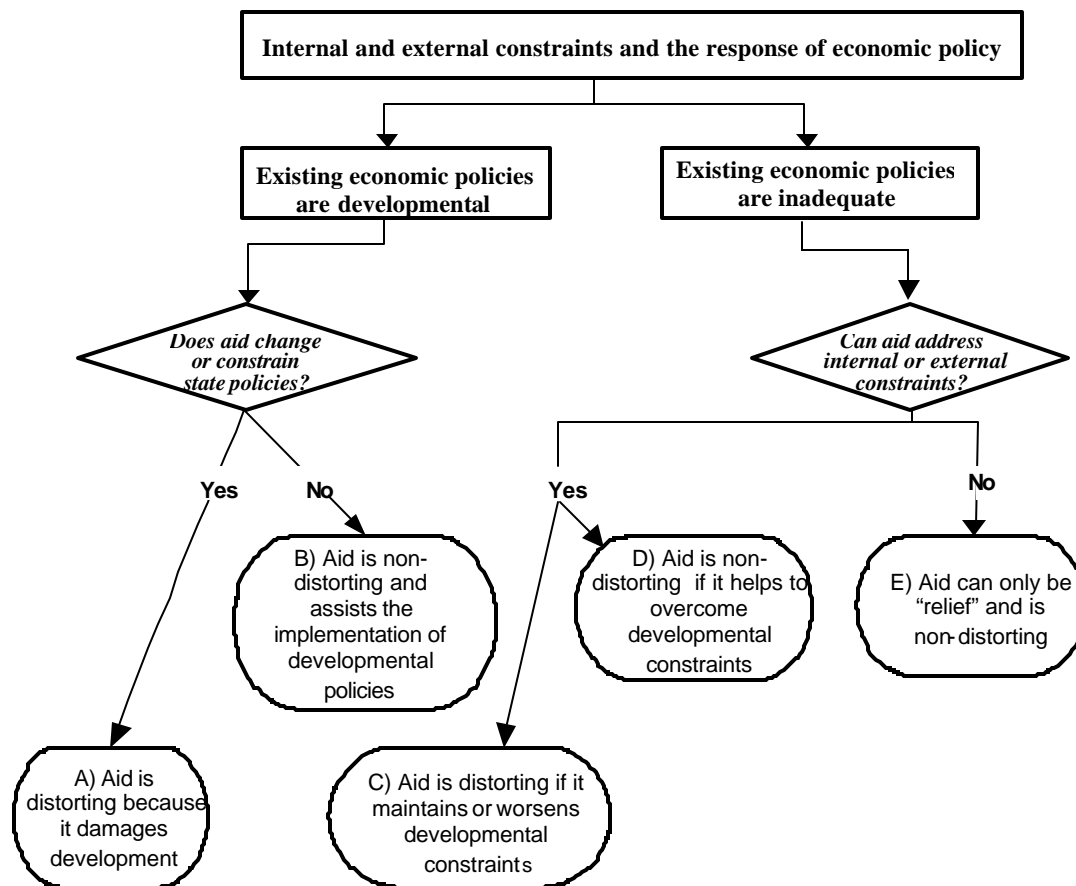 Internal and external constraints and the response of economic policy
Existing economic policies
are developmental
Existing economic policies
are inadequate
Does aid change
or constrain
state policies?
Can aid address
internal or external
constraints?
Yes
No
Yes
No
B) Aid is non-
distorting and
assists the
implementation of
developmental
policies
D) Aid is non-
distorting if it helps to
overcome
developmental
constraints
E) Aid can only be
“relief” and is
non-distorting
A) Aid is
distorting because
it damages
development
C) Aid is distorting if it
maintains or worsens
developmental
constraints